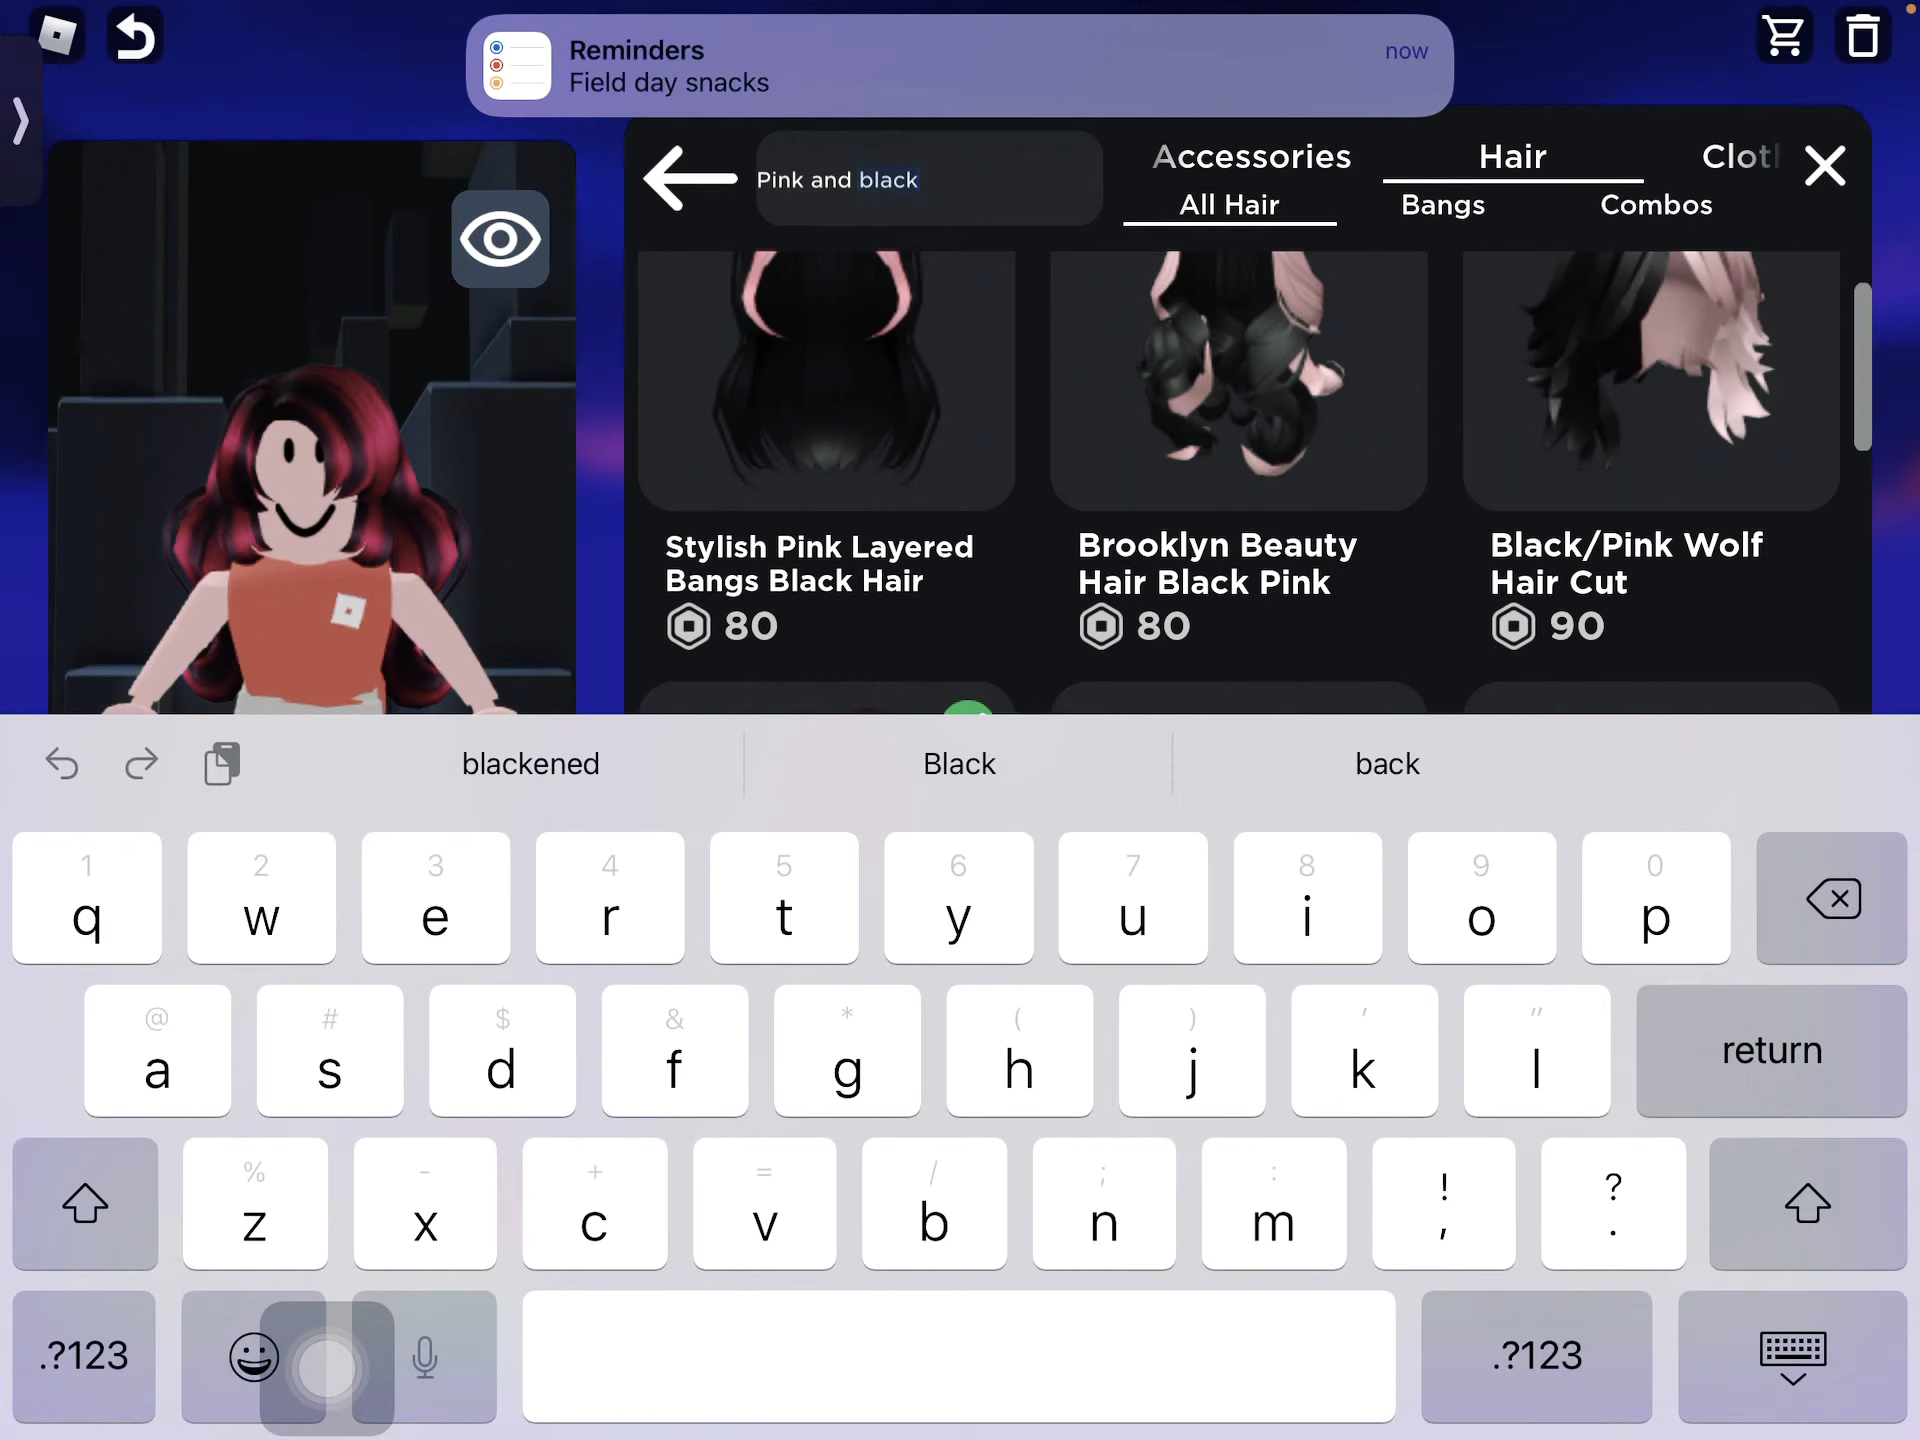 Reminders
now
Field day snacks
Pink and black
Accessories
Hair
All Hair
Bangs
Combos
Stylish Pink Layered
Bangs Black Hair
80
Brooklyn Beauty
Hair Black Pink
80
Black/Pink Wolf
Hair Cut
90
blackened
Black
back
1 2 3 4 5 6 7 8 9 0
q w e r t y u i o p
@ # $ & * ( ) ' "
a s d f g h j k l
return
% - + = / ; : ! ?
z x c v b n m , .
.?123
.?123